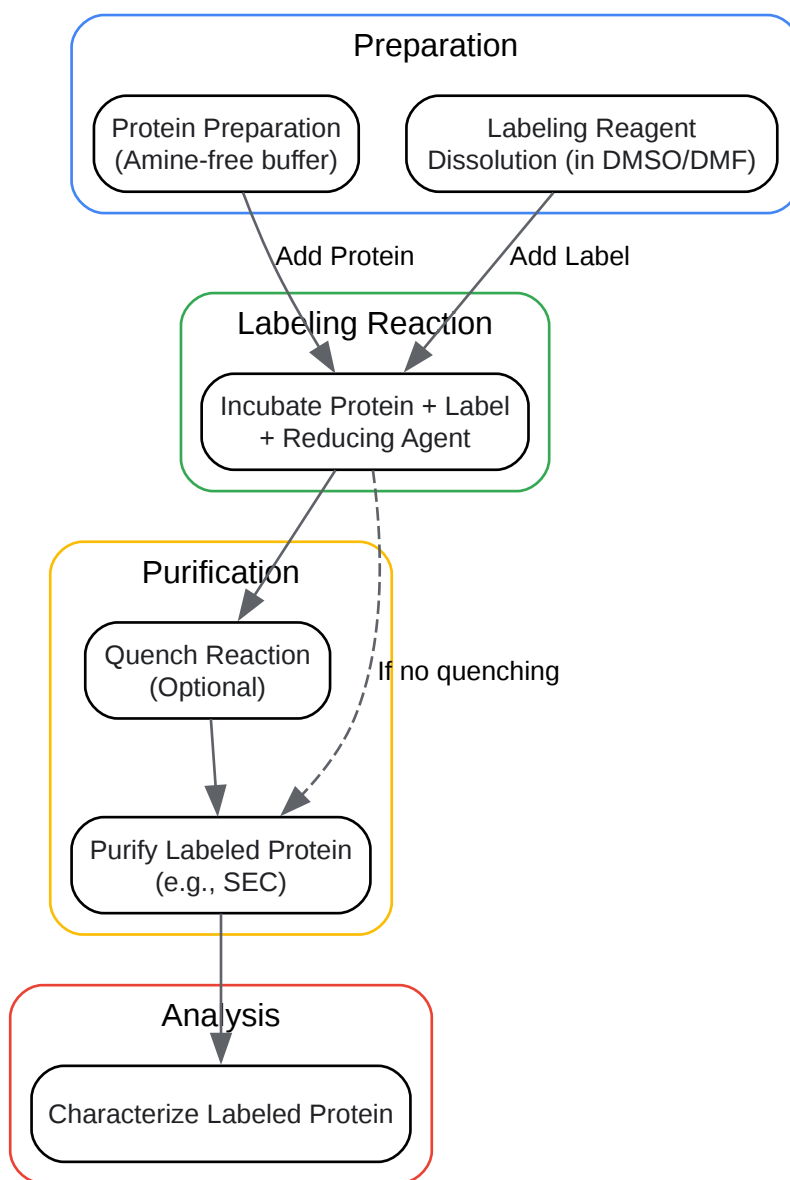 Preparation
Protein Preparation
(Amine-free buffer)
Labeling Reagent
Dissolution (in DMSO/DMF)
Add Protein
Add Label
Labeling Reaction
Incubate Protein + Label
+ Reducing Agent
Purification
Quench Reaction
(Optional)
If no quenching
Purify Labeled Protein
(e.g., SEC)
Analysis
Characterize Labeled Protein